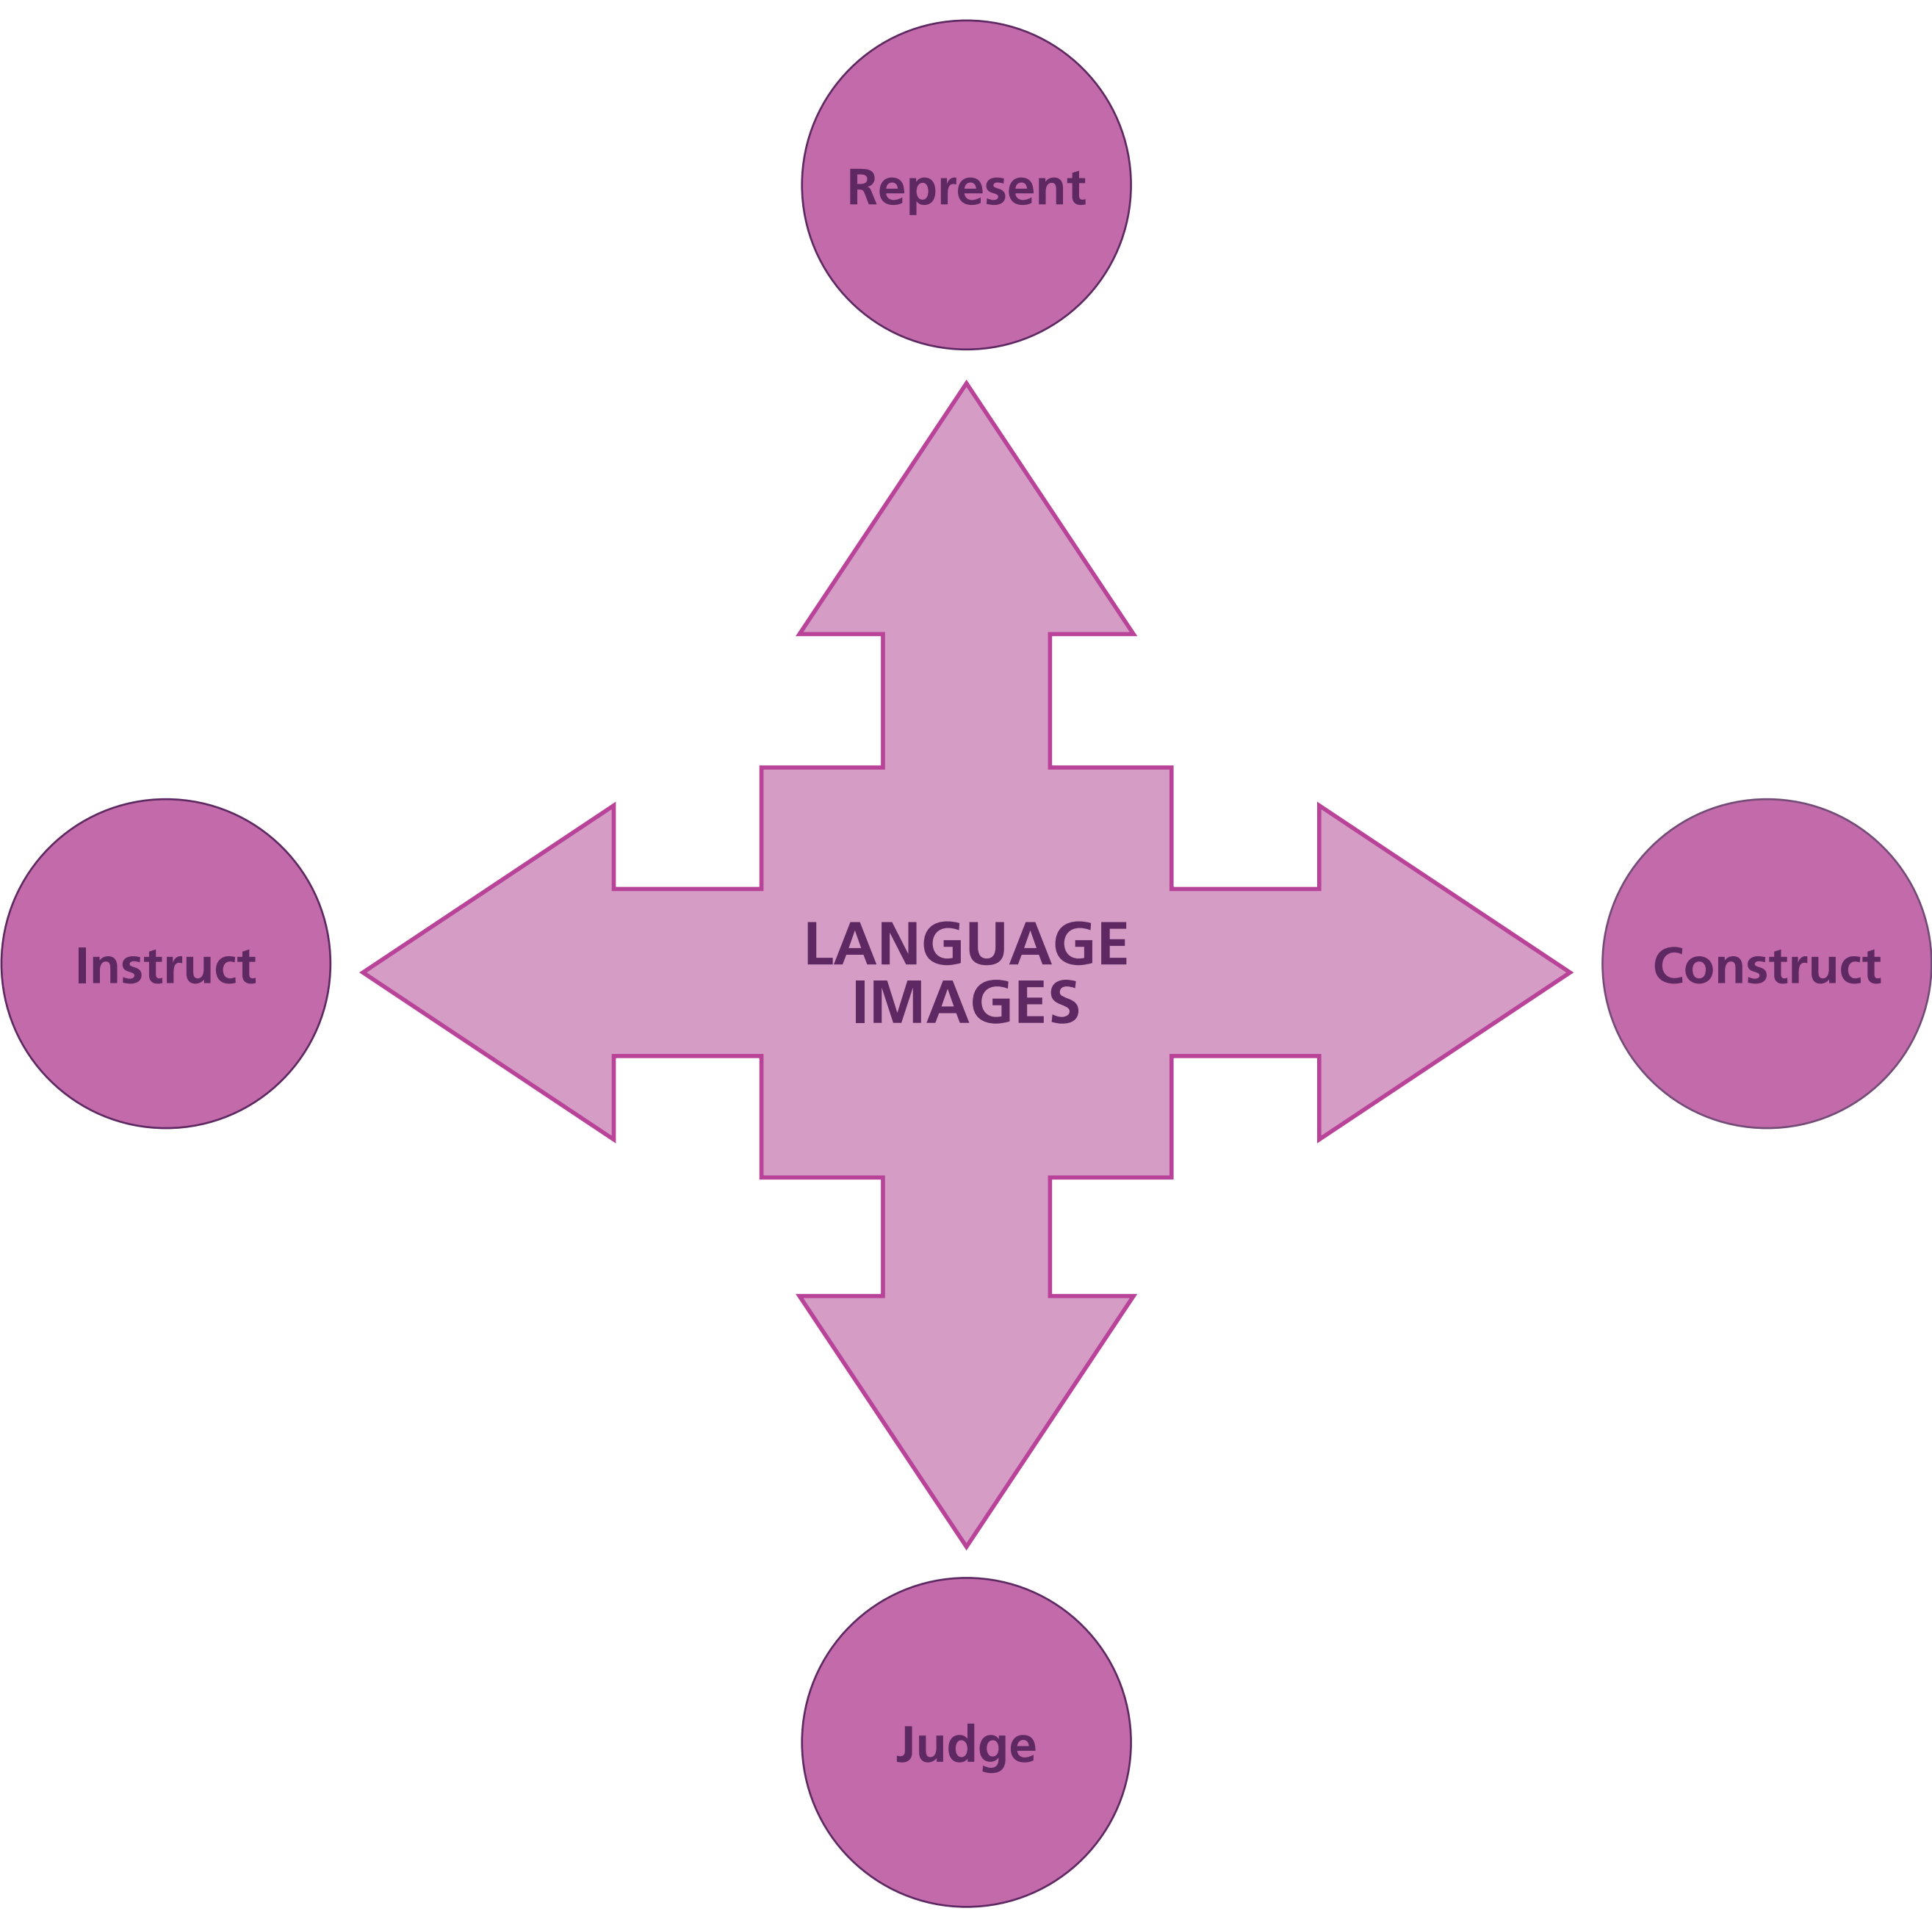 Represent
Instruct
LANGUAGE
IMAGES
Construct
Judge